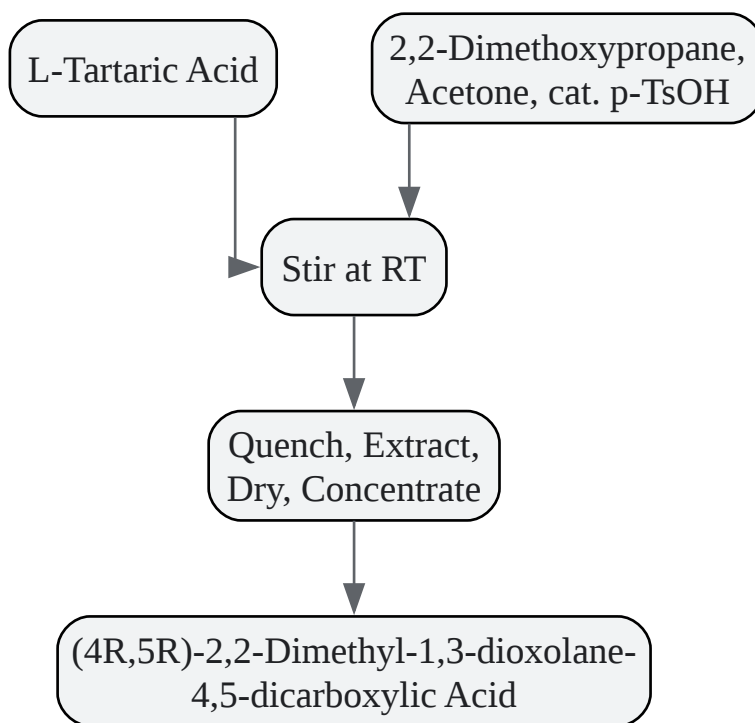 L-Tartaric Acid
2,2-Dimethoxypropane,
Acetone, cat. p-TsOH
Stir at RT
Quench, Extract,
Dry, Concentrate
(4R,5R)-2,2-Dimethyl-1,3-dioxolane-
4,5-dicarboxylic Acid